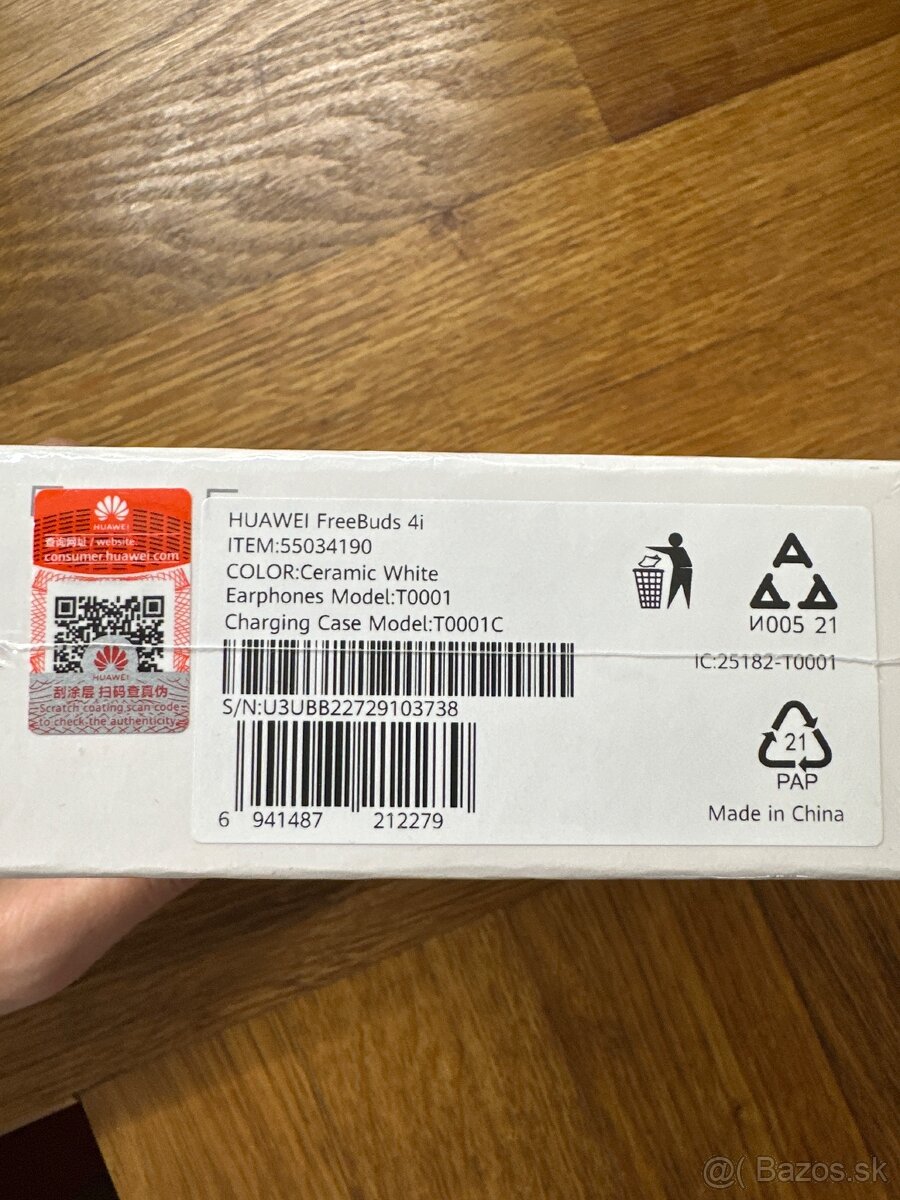 HUAWEI
查询网址 / website
consumer.huawei.com
HUAWEI
刮涂层 扫码查真伪
Scratch coating,scan code
to check the authenticity
HUAWEI FreeBuds 4i
ITEM:55034190
COLOR:Ceramic White
Earphones Model:T0001
Charging Case Model:T0001C
S/N:U3UBB22729103738
6 941487 212279
И005 21
IC:25182-T0001
21
PAP
Made in China
@( Bazos.sk